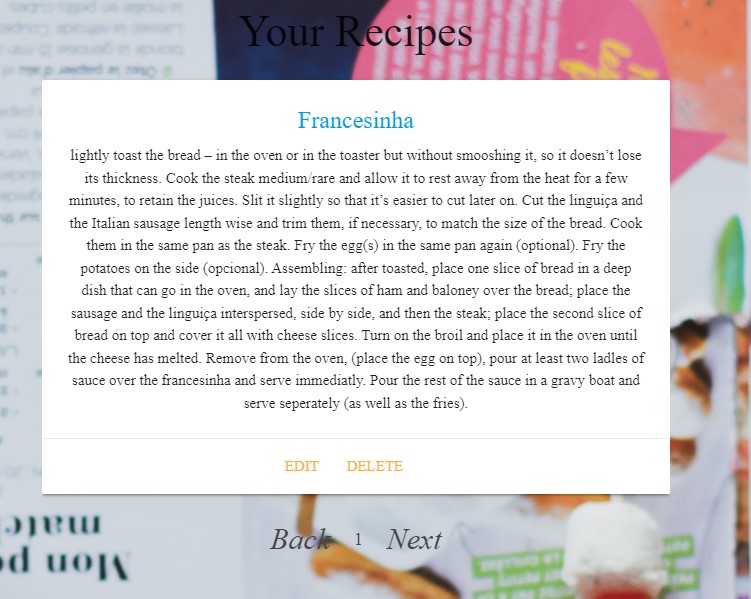 Your Recipes
Francesinha
lightly toast the bread – in the oven or in the toaster but without smooshing it, so it doesn’t lose
its thickness. Cook the steak medium/rare and allow it to rest away from the heat for a few
minutes, to retain the juices. Slit it slightly so that it’s easier to cut later on. Cut the linguiça and
the Italian sausage length wise and trim them, if necessary, to match the size of the bread. Cook
them in the same pan as the steak. Fry the egg(s) in the same pan again (optional). Fry the
potatoes on the side (opcional). Assembling: after toasted, place one slice of bread in a deep
dish that can go in the oven, and lay the slices of ham and baloney over the bread; place the
sausage and the linguiça interspersed, side by side, and then the steak; place the second slice of
bread on top and cover it all with cheese slices. Turn on the broil and place it in the oven until
the cheese has melted. Remove from the oven, (place the egg on top), pour at least two ladles of
sauce over the francesinha and serve immediatly. Pour the rest of the sauce in a gravy boat and
serve seperately (as well as the fries).
EDIT DELETE
Back 1 Next
Mon p